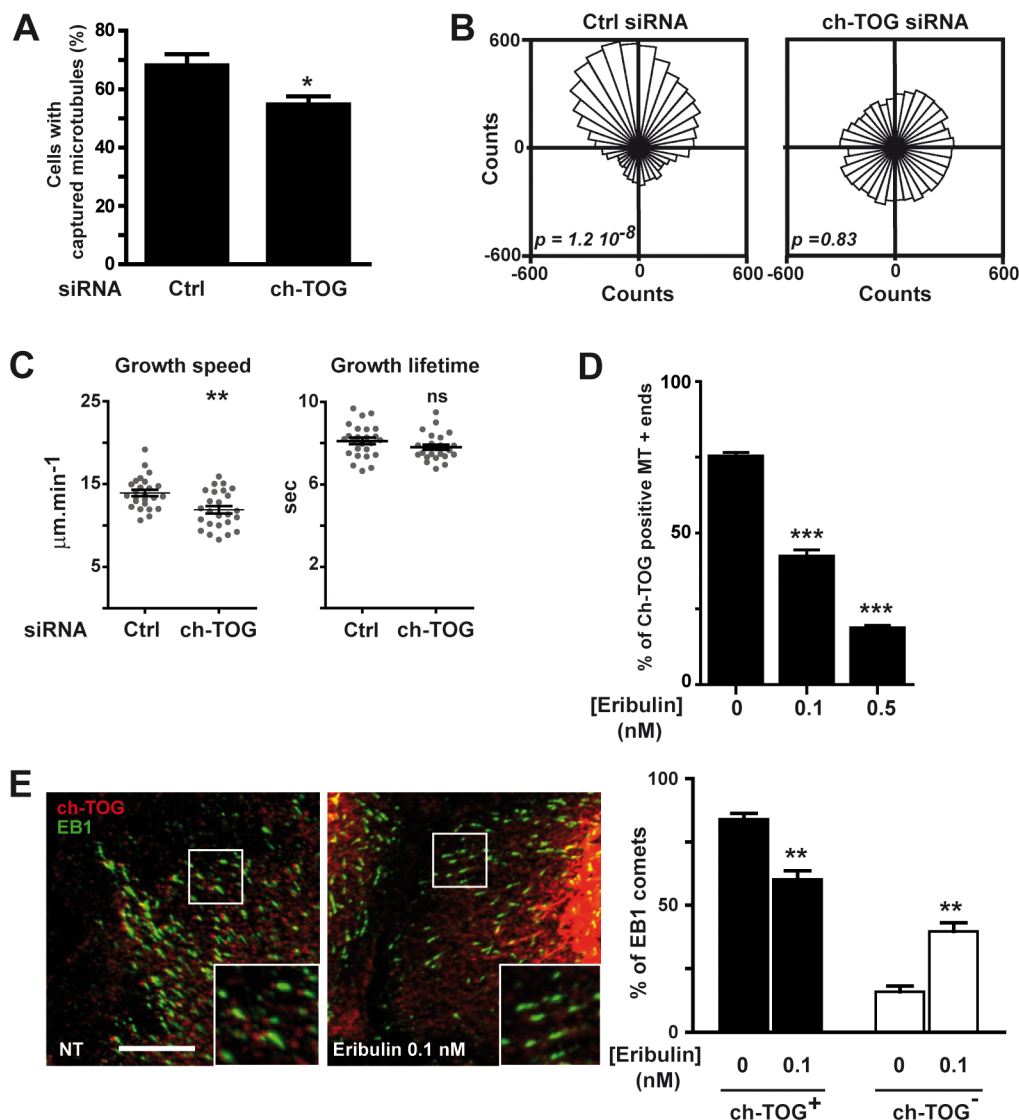 A
Cells with
captured microtubules (%)
80
60
40
20
0
*
siRNA Ctrl ch-TOG
B
Ctrl siRNA ch-TOG siRNA
Counts
600
0
-600
p = 1.2 10-8
-600 0 600
Counts
p =0.83
-600 0 600
Counts
C
Growth speed
**
µm.min-1
25
15
5
siRNA Ctrl ch-TOG
Growth lifetime
ns
sec
10
6
2
Ctrl ch-TOG
D
% of Ch-TOG positive MT + ends
100
50
0
***
***
[Eribulin]
(nM)
0 0.1 0.5
E
ch-TOG
EB1
NT
Eribulin 0.1 nM
% of EB1 comets
100
50
0
**
**
[Eribulin]
(nM)
0 0.1 0 0.1
ch-TOG+ ch-TOG-